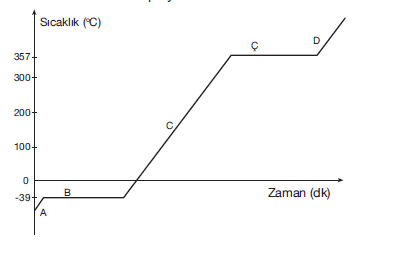 Sıcaklık (°C)
357
Ç
D
300
200
C
100
0
-39
B
Zaman (dk)
A